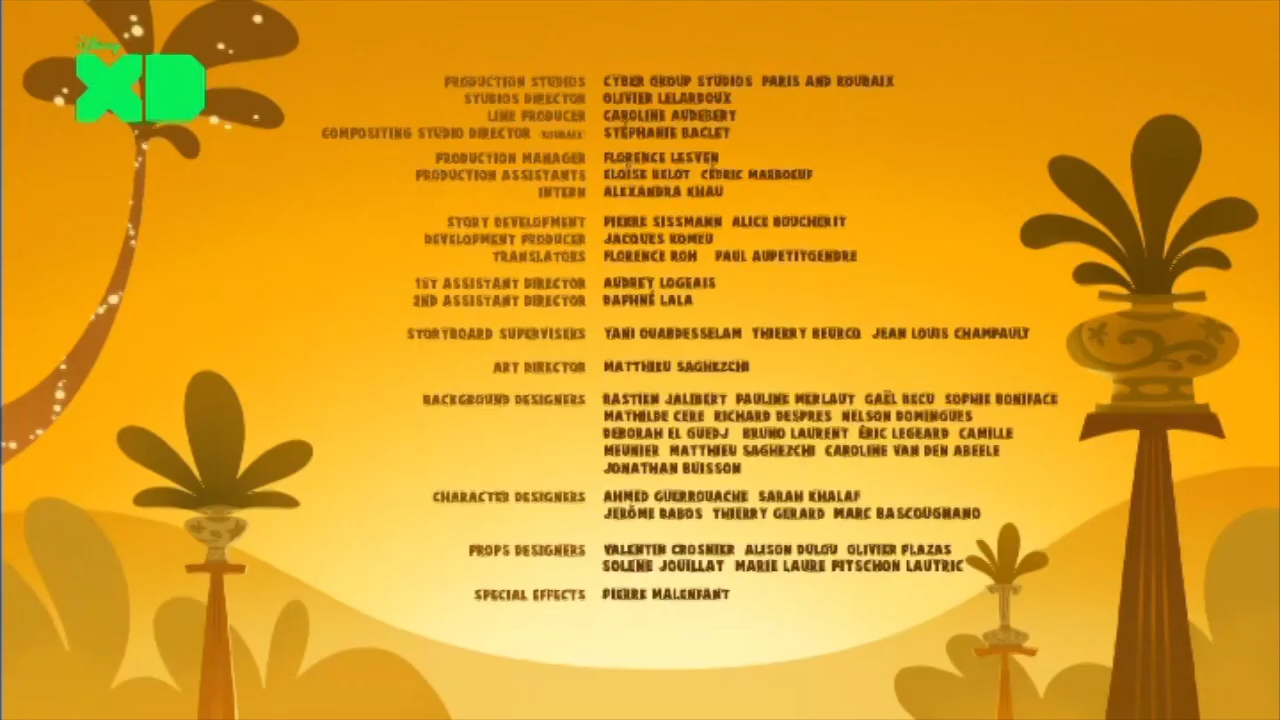 Disney
XD
PRODUCTION STUDIOS CYBER GROUP STUDIOS PARIS AND ROUBAIX
STUDIOS DIRECTOR OLIVIER LELARDOUX
LINE PRODUCER CAROLINE AUDEBERT
COMPOSITING STUDIO DIRECTOR ROUBAIX STÉPHANIE BACLET
PRODUCTION MANAGER FLORENCE LESVEN
PRODUCTION ASSISTANTS ELOÏSE BELOT CÉDRIC MARBOEUF
INTERN ALEXANDRA KHAU
STORY DEVELOPMENT PIERRE SISSMANN ALICE BOUCHERIT
DEVELOPMENT PRODUCER JACQUES ROMEU
TRANSLATORS FLORENCE ROH PAUL AUPETITGENDRE
1ST ASSISTANT DIRECTOR AUDREY LOGEAIS
2ND ASSISTANT DIRECTOR DAPHNÉ LALA
STORYBOARD SUPERVISERS YANI OUABDESSELAM THIERRY BEURCQ JEAN LOUIS CHAMPAULT
ART DIRECTOR MATTHIEU SAGHEZCHI
BACKGROUND DESIGNERS BASTIEN JALIBERT PAULINE MERLAUT GAËL BECU SOPHIE BONIFACE
MATHILDE CERE RICHARD DESPRES NELSON DOMINGUES
DEBORAH EL GUEDJ BRUNO LAURENT ÉRIC LEGEARD CAMILLE
MEUNIER MATTHIEU SAGHEZCHI CAROLINE VAN DEN ABEELE
JONATHAN BUISSON
CHARACTER DESIGNERS AHMED GUERROUACHE SARAH KHALAF
JERÔME DABOS THIERRY GERARD MARC BASCOUGNANO
PROPS DESIGNERS VALENTIN CROSNIER ALISON DULOU OLIVIER PLAZAS
SOLENE JOUILLAT MARIE LAURE PITSCHON LAUTRIC
SPECIAL EFFECTS PIERRE MALENFANT